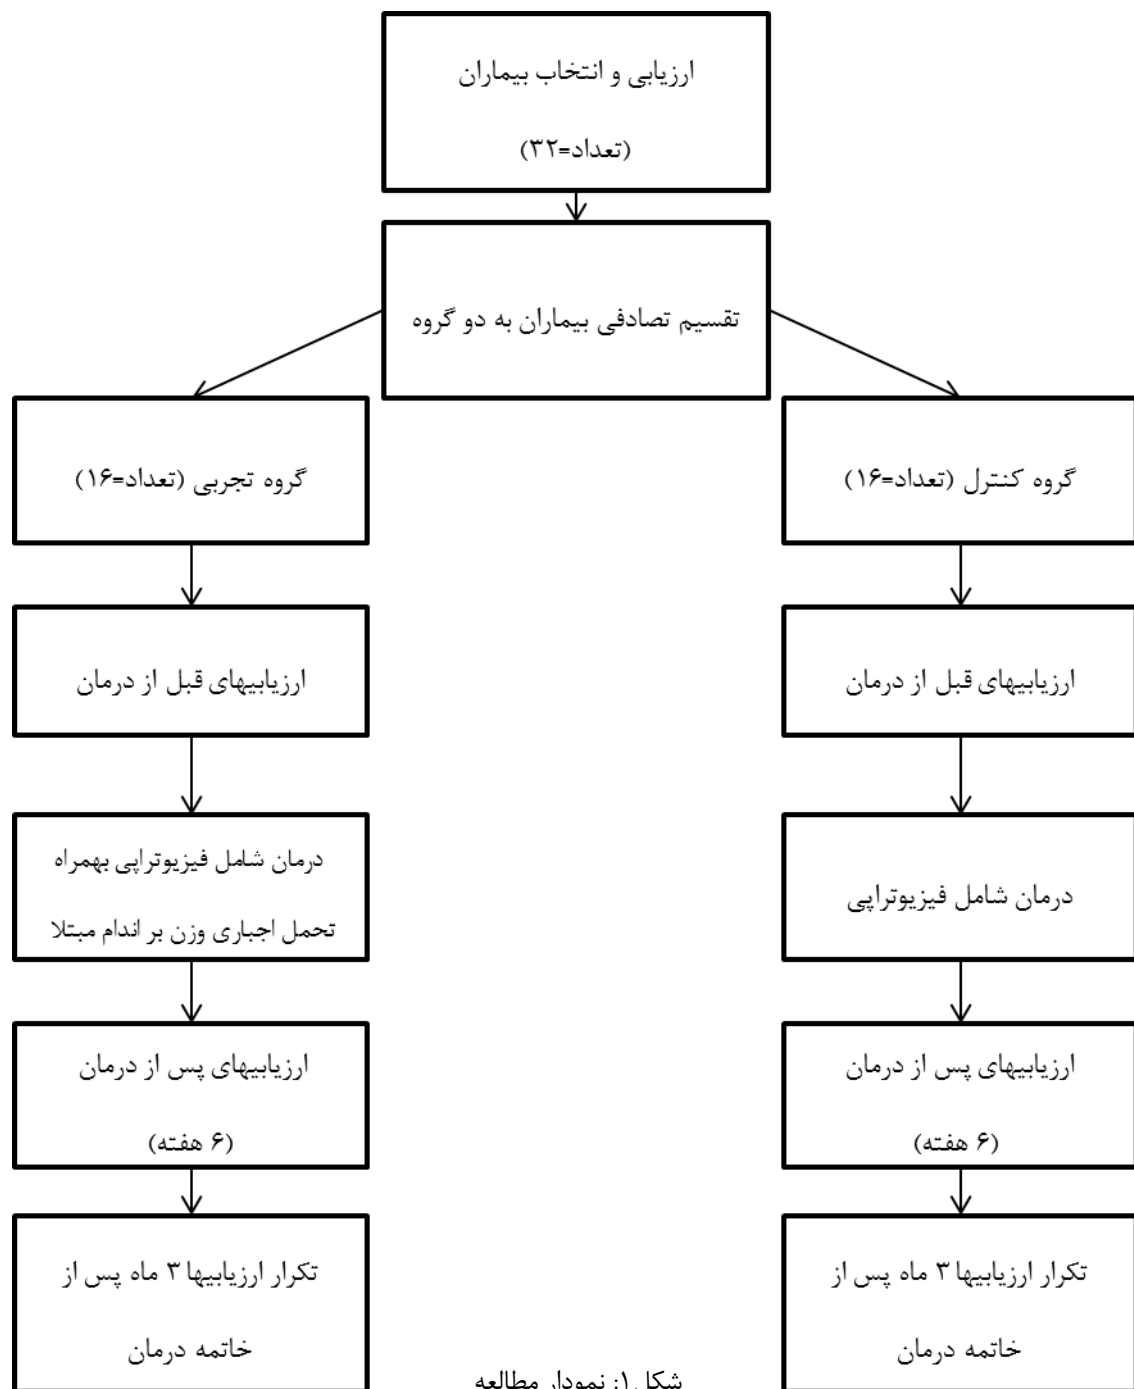 ارزیابی و انتخاب بیماران
(تعداد=۳۲)
تقسیم تصادفی بیماران به دو گروه
گروه کنترل (تعداد=۱۶)
گروه تجربی (تعداد=۱۶)
ارزیابیهای قبل از درمان
ارزیابیهای قبل از درمان
درمان شامل فیزیوتراپی
درمان شامل فیزیوتراپی بهمراه
تحمل اجباری وزن بر اندام مبتلا
ارزیابیهای پس از درمان
(۶ هفته)
ارزیابیهای پس از درمان
(۶ هفته)
تکرار ارزیابیها ۳ ماه پس از
خاتمه درمان
تکرار ارزیابیها ۳ ماه پس از
خاتمه درمان
شکل ۱: نمودار مطالعه